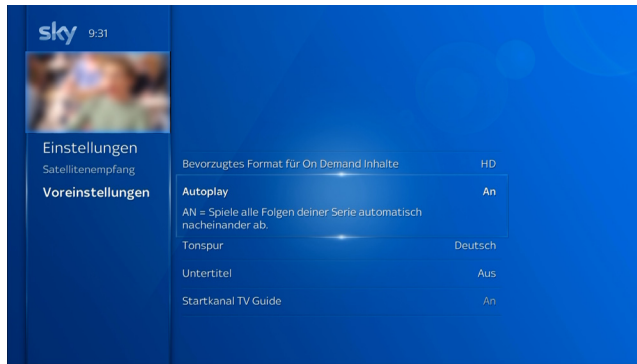 sky 9:31
Einstellungen
Satellitenempfang
Voreinstellungen
Bevorzugtes Format für On Demand Inhalte HD
Autoplay An
AN = Spiele alle Folgen deiner Serie automatisch
nacheinander ab.
Tonspur Deutsch
Untertitel Aus
Startkanal TV Guide An